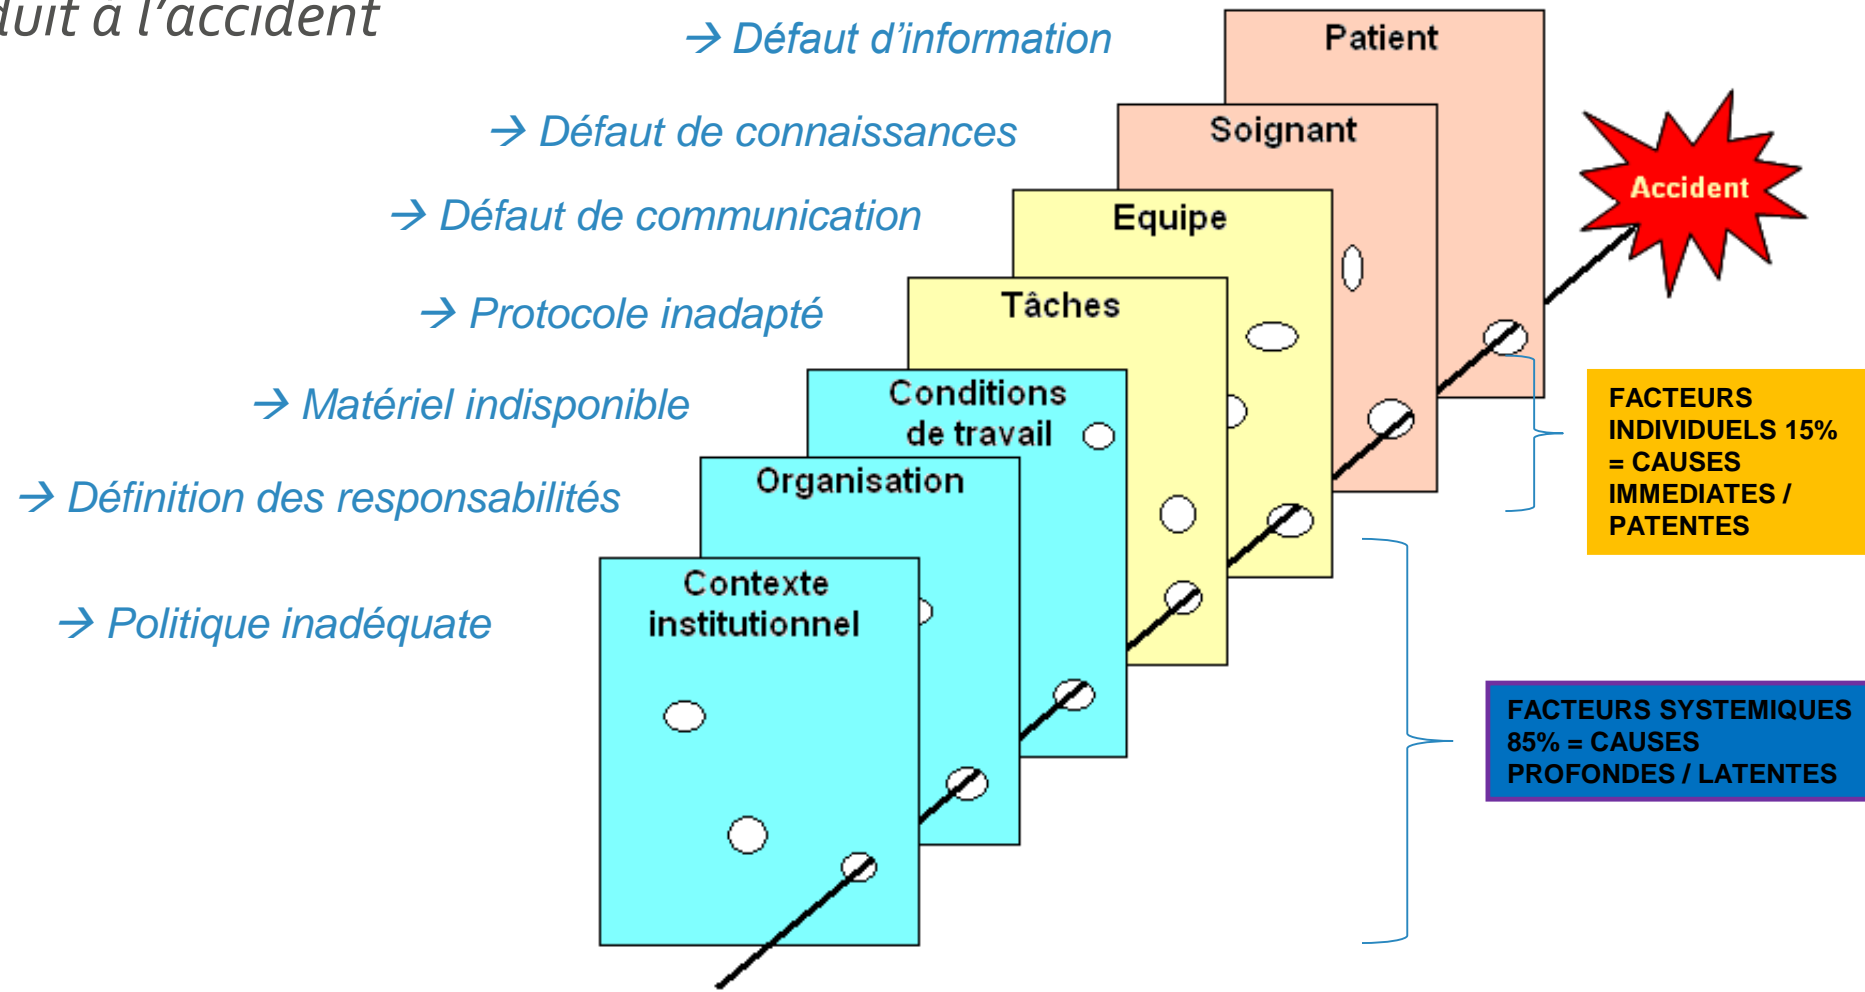 duit à l'accident
→ Défaut d'information
Patient
→ Défaut de connaissances
Soignant
Accident
→ Défaut de communication
Equipe
→ Protocole inadapté
Tâches
→ Matériel indisponible
Conditions
de travail
→ Définition des responsabilités
Organisation
→ Politique inadéquate
Contexte
institutionnel
FACTEURS
INDIVIDUELS 15%
= CAUSES
IMMEDIATES /
PATENTES
FACTEURS SYSTEMIQUES
85% = CAUSES
PROFONDES / LATENTES